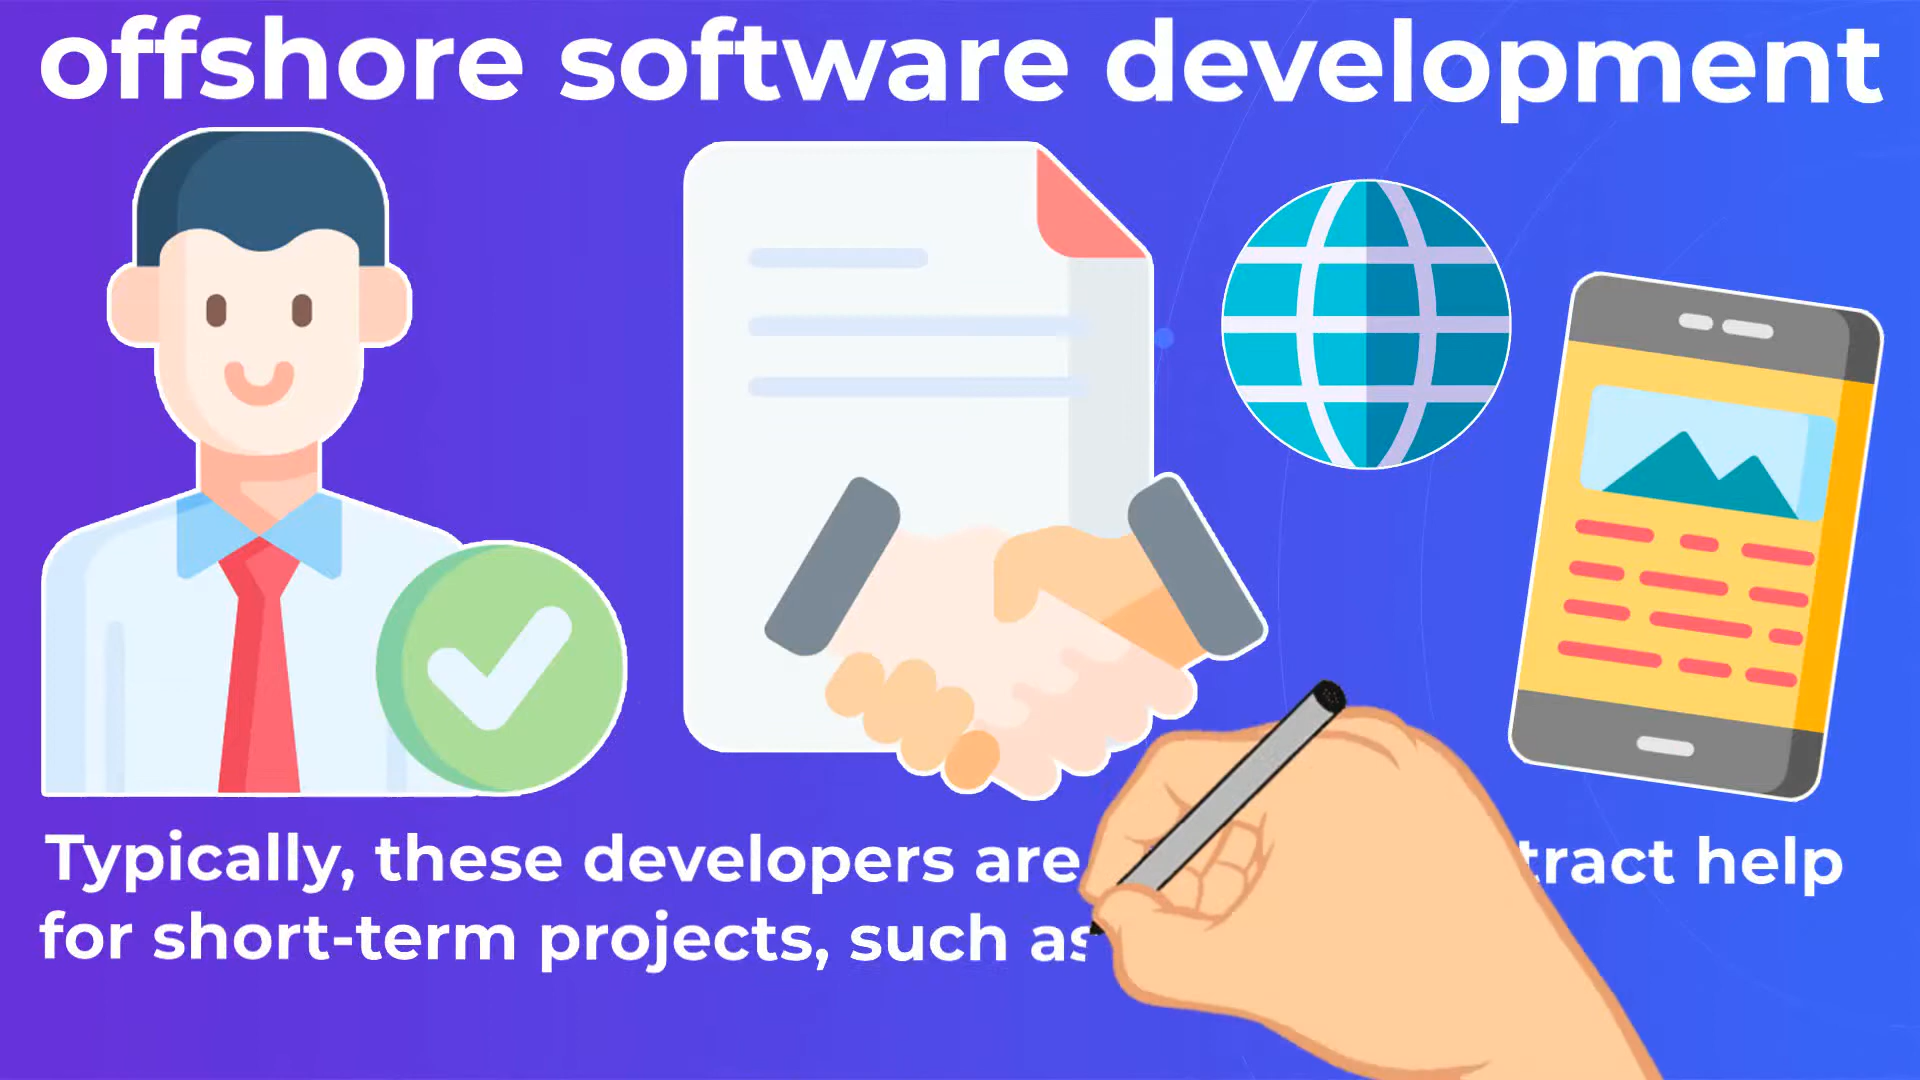 offshore software development
Typically, these developers are tract help
for short-term projects, such as